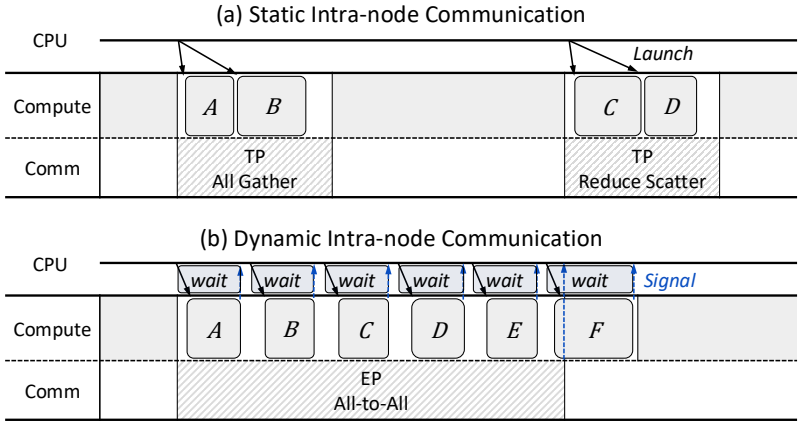 (a) Static Intra-node Communication
CPU
Launch
Compute
A B C D
Comm
TP
All Gather
TP
Reduce Scatter
(b) Dynamic Intra-node Communication
CPU
wait wait wait wait wait wait Signal
Compute
A B C D E F
Comm
EP
All-to-All